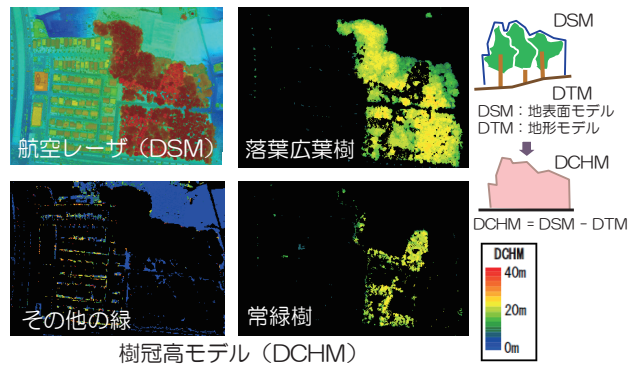 航空レーザ（DSM）
落葉広葉樹
その他の緑
常緑樹
樹冠高モデル（DCHM）
DSM
DTM
DSM：地表面モデル
DTM：地形モデル
DCHM
DCHM = DSM − DTM
DCHM
40m
20m
0m